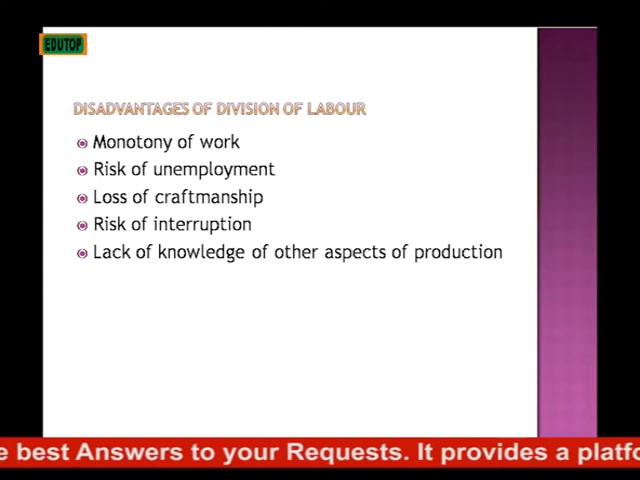 EDUTOP
DISADVANTAGES OF DIVISION OF LABOUR
Monotony of work
Risk of unemployment
Loss of craftmanship
Risk of interruption
Lack of knowledge of other aspects of production
e best Answers to your Requests. It provides a platfo